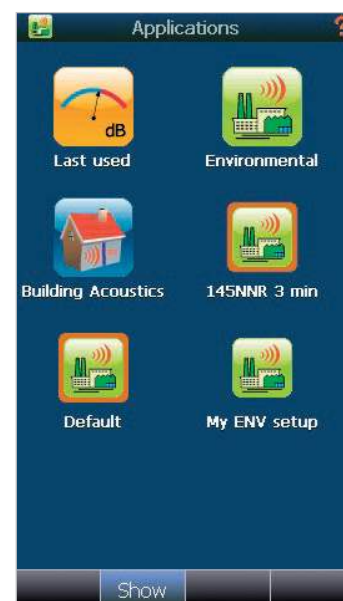 Applications
?
dB
Last used
Environmental
Building Acoustics
145NNR 3 min
Default
My ENV setup
Show